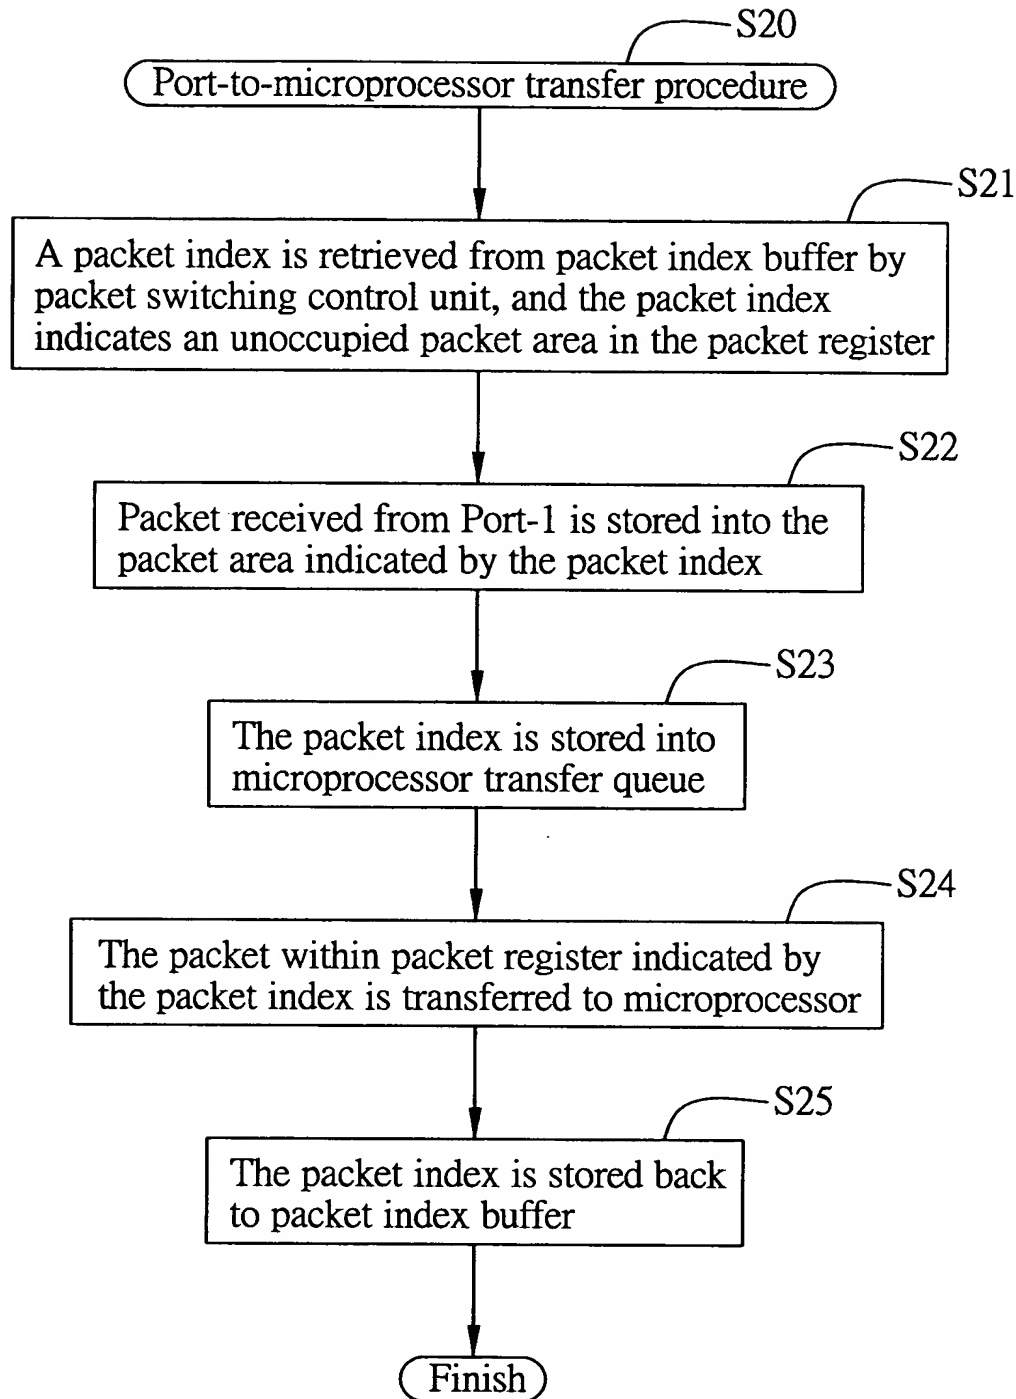 S20
Port-to-microprocessor transfer procedure
S21
A packet index is retrieved from packet index buffer by
packet switching control unit, and the packet index
indicates an unoccupied packet area in the packet register
S22
Packet received from Port-1 is stored into the
packet area indicated by the packet index
S23
The packet index is stored into
microprocessor transfer queue
S24
The packet within packet register indicated by
the packet index is transferred to microprocessor
S25
The packet index is stored back
to packet index buffer
Finish